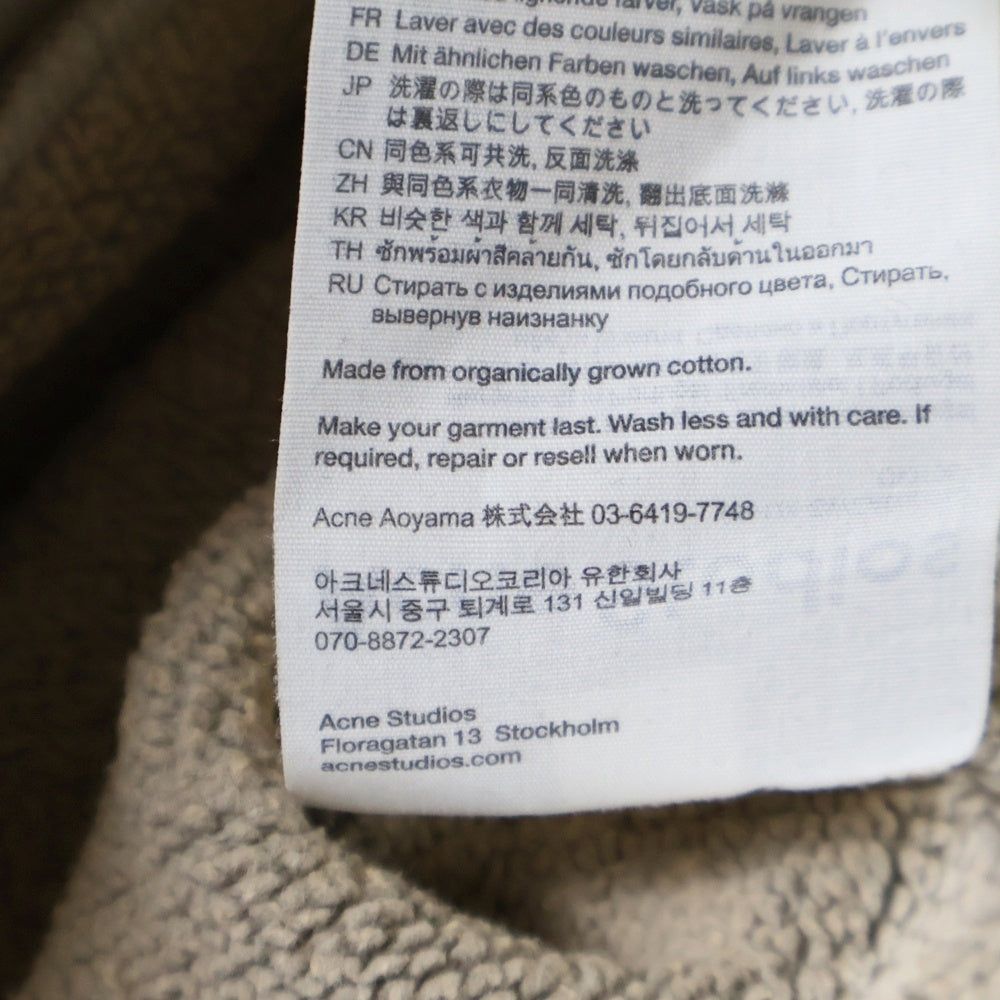 lignende farver, Vask på vrangen
FR Laver avec des couleurs similaires, Laver à l'envers
DE Mit ähnlichen Farben waschen, Auf links waschen
JP 洗濯の際は同系色のものと洗ってください, 洗濯の際
は裏返しにしてください
CN 同色系可共洗, 反面洗涤
ZH 與同色系衣物一同清洗, 翻出底面洗滌
KR 비슷한 색과 함께 세탁, 뒤집어서 세탁
TH ซักพร้อมผ้าสีคล้ายกัน, ซักโดยกลับด้านในออกมา
RU Стирать с изделиями подобного цвета, Стирать,
вывернув наизнанку
Made from organically grown cotton.
Make your garment last. Wash less and with care. If
required, repair or resell when worn.
Acne Aoyama 株式会社 03-6419-7748
아크네스튜디오코리아 유한회사
서울시 중구 퇴계로 131 신일빌딩 11층
070-8872-2307
Acne Studios
Floragatan 13 Stockholm
acnestudios.com